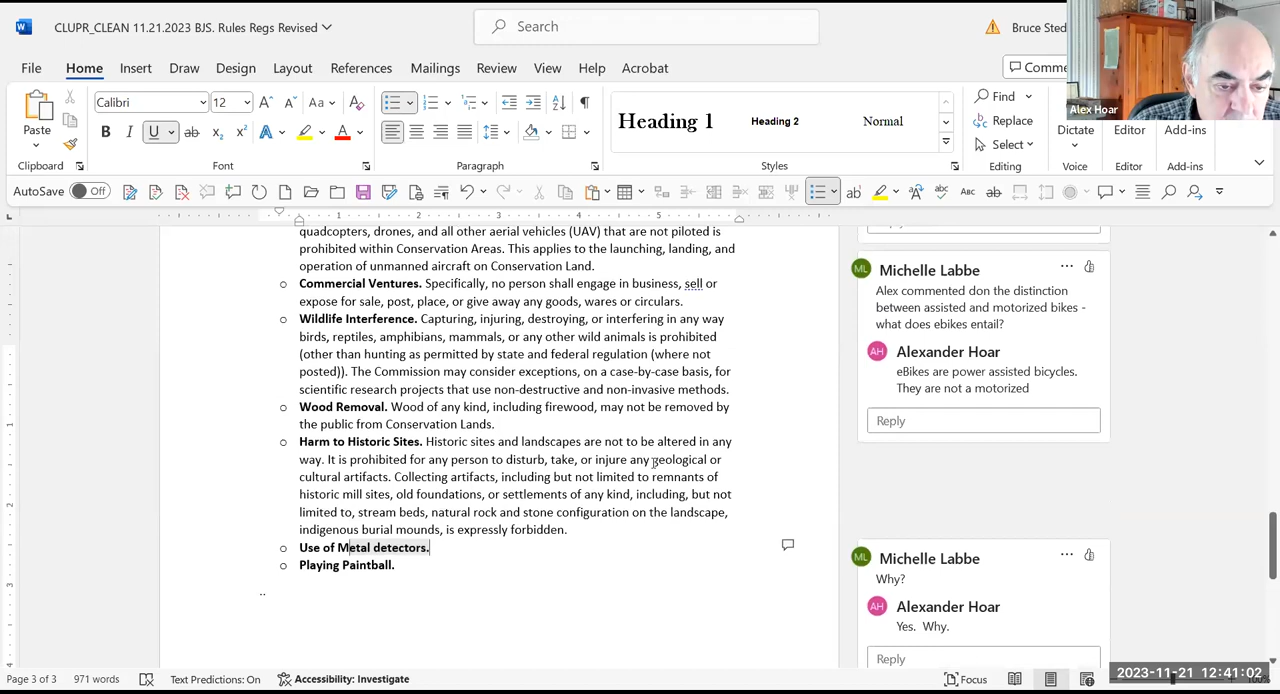 CLUPR_CLEAN 11.21.2023 BJS. Rules Regs Revised
Search
Bruce Sted
File Home Insert Draw Design Layout References Mailings Review View Help Acrobat
Comme
Alex Hoar
Paste
Calibri 12
Heading 1 Heading 2 Normal
Find
Replace
Select
Dictate Editor Add-ins
Clipboard Font Paragraph Styles Editing Voice Editor Add-ins
AutoSave Off
1 2 3 4 5
quadcopters, drones, and all other aerial vehicles (UAV) that are not piloted is
prohibited within Conservation Areas. This applies to the launching, landing, and
operation of unmanned aircraft on Conservation Land.
o Commercial Ventures. Specifically, no person shall engage in business, sell or
expose for sale, post, place, or give away any goods, wares or circulars.
o Wildlife Interference. Capturing, injuring, destroying, or interfering in any way
birds, reptiles, amphibians, mammals, or any other wild animals is prohibited
(other than hunting as permitted by state and federal regulation (where not
posted)). The Commission may consider exceptions, on a case-by-case basis, for
scientific research projects that use non-destructive and non-invasive methods.
o Wood Removal. Wood of any kind, including firewood, may not be removed by
the public from Conservation Lands.
o Harm to Historic Sites. Historic sites and landscapes are not to be altered in any
way. It is prohibited for any person to disturb, take, or injure any geological or
cultural artifacts. Collecting artifacts, including but not limited to remnants of
historic mill sites, old foundations, or settlements of any kind, including, but not
limited to, stream beds, natural rock and stone configuration on the landscape,
indigenous burial mounds, is expressly forbidden.
o Use of Metal detectors.
o Playing Paintball.
..
ML Michelle Labbe
Alex commented don the distinction
between assisted and motorized bikes -
what does ebikes entail?
AH Alexander Hoar
eBikes are power assisted bicycles.
They are not a motorized
Reply
ML Michelle Labbe
Why?
AH Alexander Hoar
Yes. Why.
Reply
Page 3 of 3 971 words Text Predictions: On Accessibility: Investigate Focus
2023-11-21 12:41:02